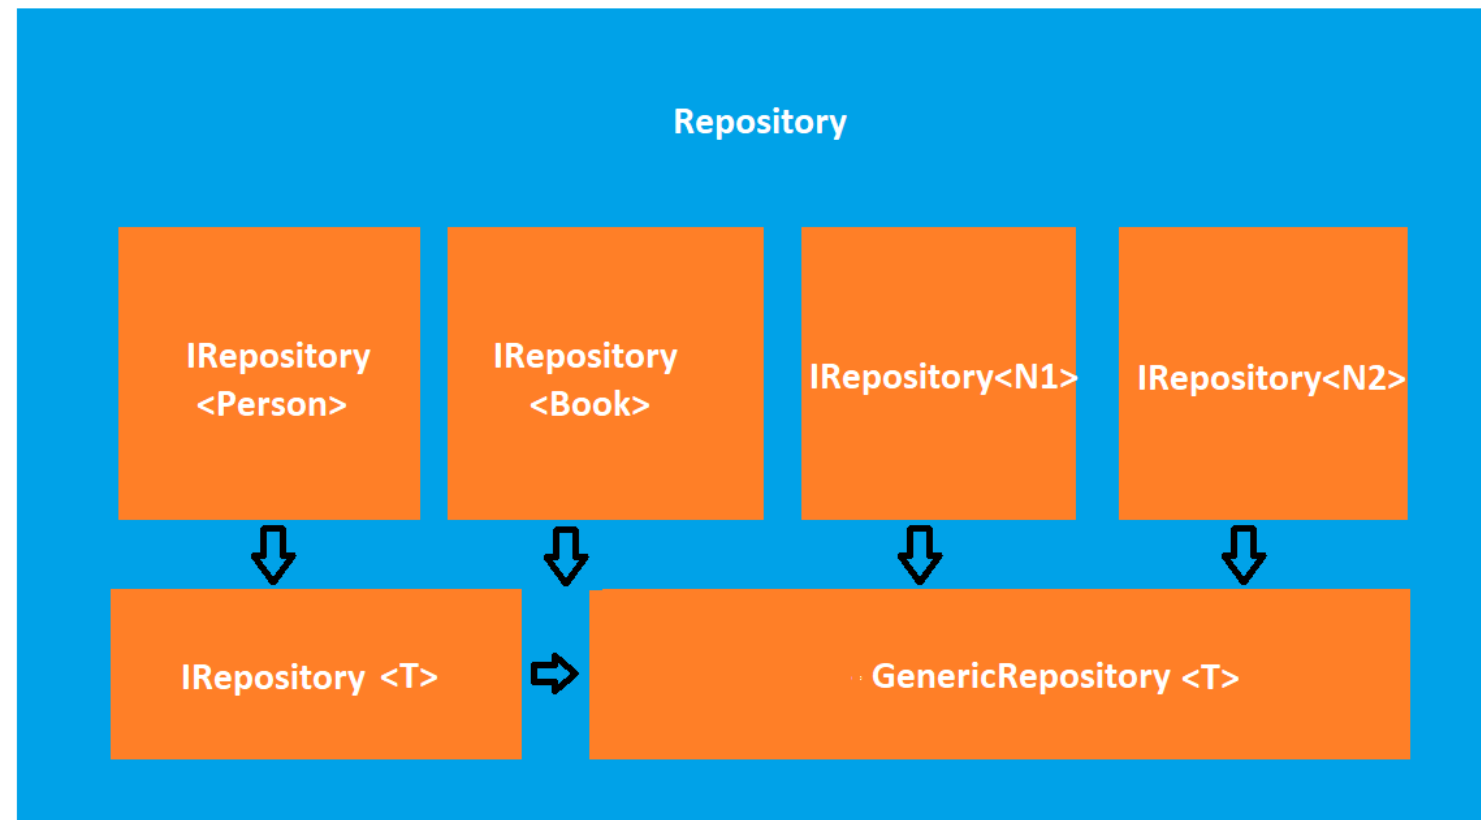 Repository
IRepository
<Person>
IRepository
<Book>
IRepository<N1>
IRepository<N2>
IRepository <T>
GenericRepository <T>